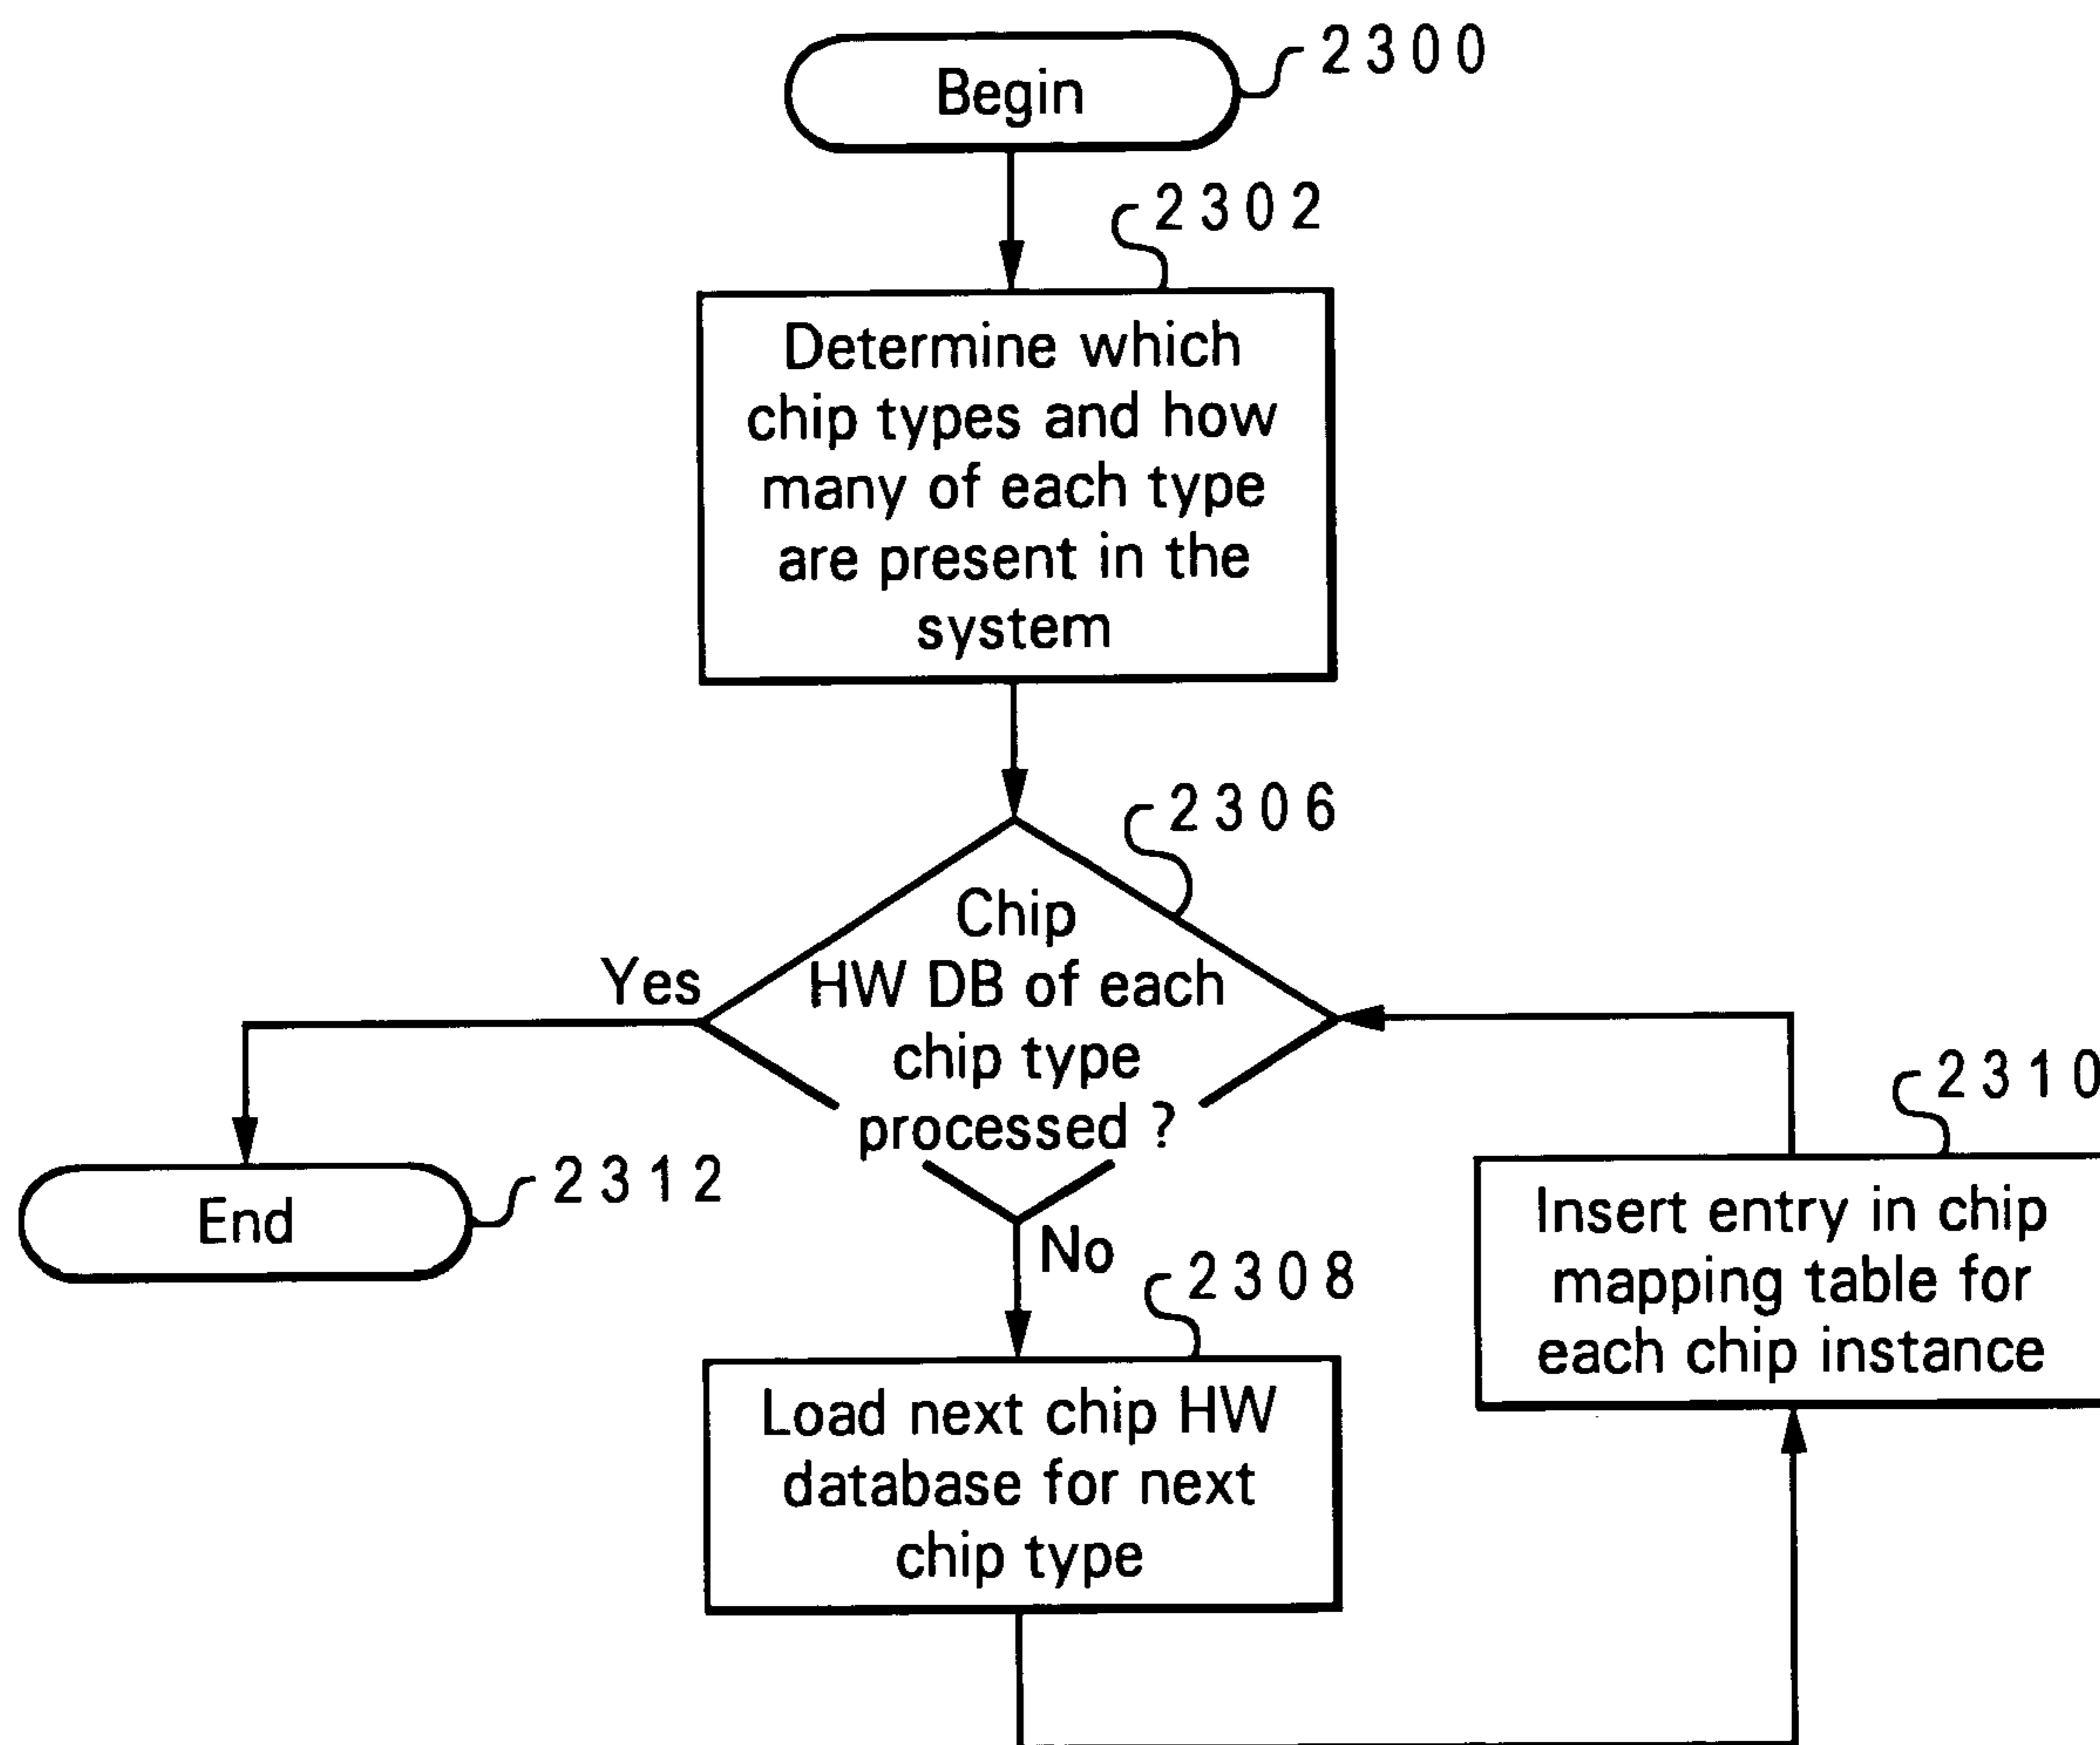 Begin
2300
2302
Determine which
chip types and how
many of each type
are present in the
system
2306
Chip
HW DB of each
chip type
processed ?
Yes
2310
End
2312
Insert entry in chip
mapping table for
each chip instance
No
2308
Load next chip HW
database for next
chip type